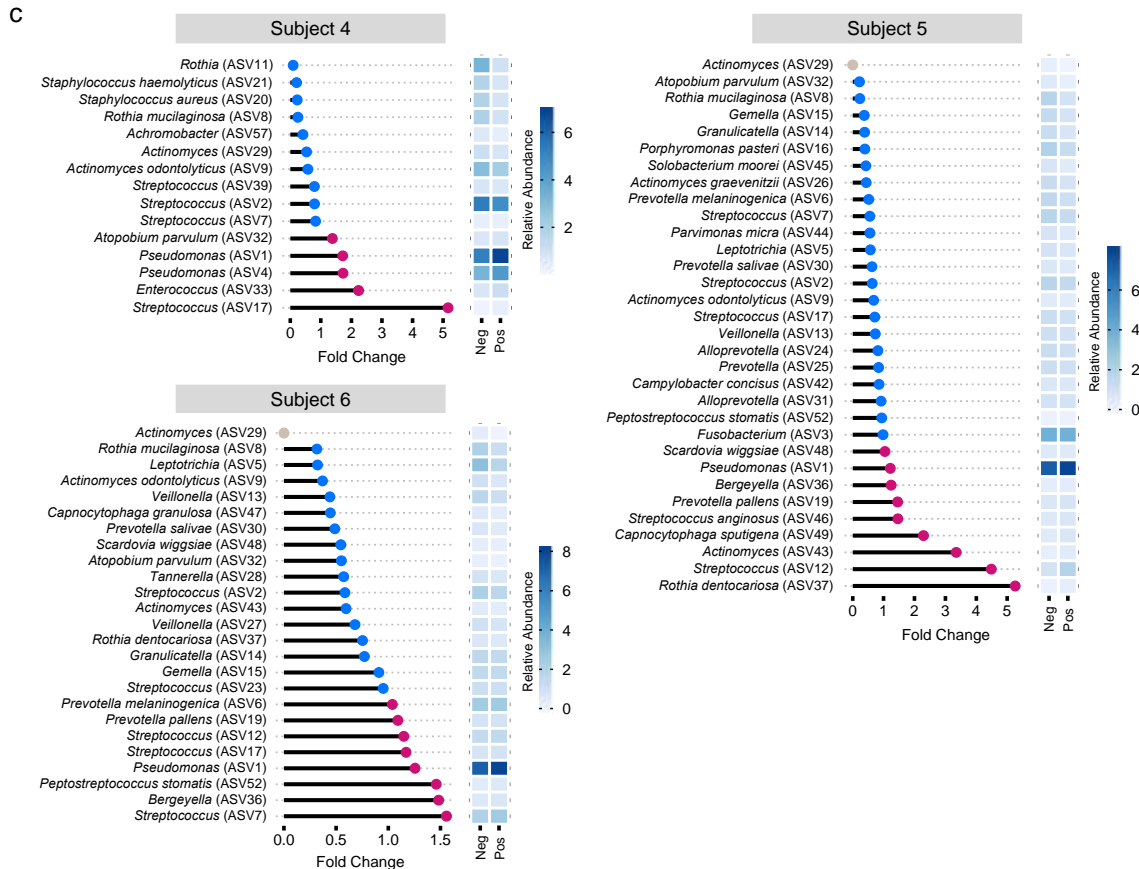 c
Subject 4
Rothia (ASV11)
Staphylococcus haemolyticus (ASV21)
Staphylococcus aureus (ASV20)
Rothia mucilaginosa (ASV8)
Achromobacter (ASV57)
Actinomyces (ASV29)
Actinomyces odontolyticus (ASV9)
Streptococcus (ASV39)
Streptococcus (ASV2)
Streptococcus (ASV7)
Atopobium parvulum (ASV32)
Pseudomonas (ASV1)
Pseudomonas (ASV4)
Enterococcus (ASV33)
Streptococcus (ASV17)
0 1 2 3 4 5
Fold Change
Neg
Pos
Relative Abundance
6
4
2
Subject 5
Actinomyces (ASV29)
Atopobium parvulum (ASV32)
Rothia mucilaginosa (ASV8)
Gemella (ASV15)
Granulicatella (ASV14)
Porphyromonas pasteri (ASV16)
Solobacterium moorei (ASV45)
Actinomyces graevenitzii (ASV26)
Prevotella melaninogenica (ASV6)
Streptococcus (ASV7)
Parvimonas micra (ASV44)
Leptotrichia (ASV5)
Prevotella salivae (ASV30)
Streptococcus (ASV2)
Actinomyces odontolyticus (ASV9)
Streptococcus (ASV17)
Veillonella (ASV13)
Alloprevotella (ASV24)
Prevotella (ASV25)
Campylobacter concisus (ASV42)
Alloprevotella (ASV31)
Peptostreptococcus stomatis (ASV52)
Fusobacterium (ASV3)
Scardovia wiggsiae (ASV48)
Pseudomonas (ASV1)
Bergeyella (ASV36)
Prevotella pallens (ASV19)
Streptococcus anginosus (ASV46)
Capnocytophaga sputigena (ASV49)
Actinomyces (ASV43)
Streptococcus (ASV12)
Rothia dentocariosa (ASV37)
0 1 2 3 4 5
Fold Change
Neg
Pos
Relative Abundance
6
4
2
0
Subject 6
Actinomyces (ASV29)
Rothia mucilaginosa (ASV8)
Leptotrichia (ASV5)
Actinomyces odontolyticus (ASV9)
Veillonella (ASV13)
Capnocytophaga granulosa (ASV47)
Prevotella salivae (ASV30)
Scardovia wiggsiae (ASV48)
Atopobium parvulum (ASV32)
Tannerella (ASV28)
Streptococcus (ASV2)
Actinomyces (ASV43)
Veillonella (ASV27)
Rothia dentocariosa (ASV37)
Granulicatella (ASV14)
Gemella (ASV15)
Streptococcus (ASV23)
Prevotella melaninogenica (ASV6)
Prevotella pallens (ASV19)
Streptococcus (ASV12)
Streptococcus (ASV17)
Pseudomonas (ASV1)
Peptostreptococcus stomatis (ASV52)
Bergeyella (ASV36)
Streptococcus (ASV7)
0.0 0.5 1.0 1.5
Fold Change
Neg
Pos
Relative Abundance
8
6
4
2
0